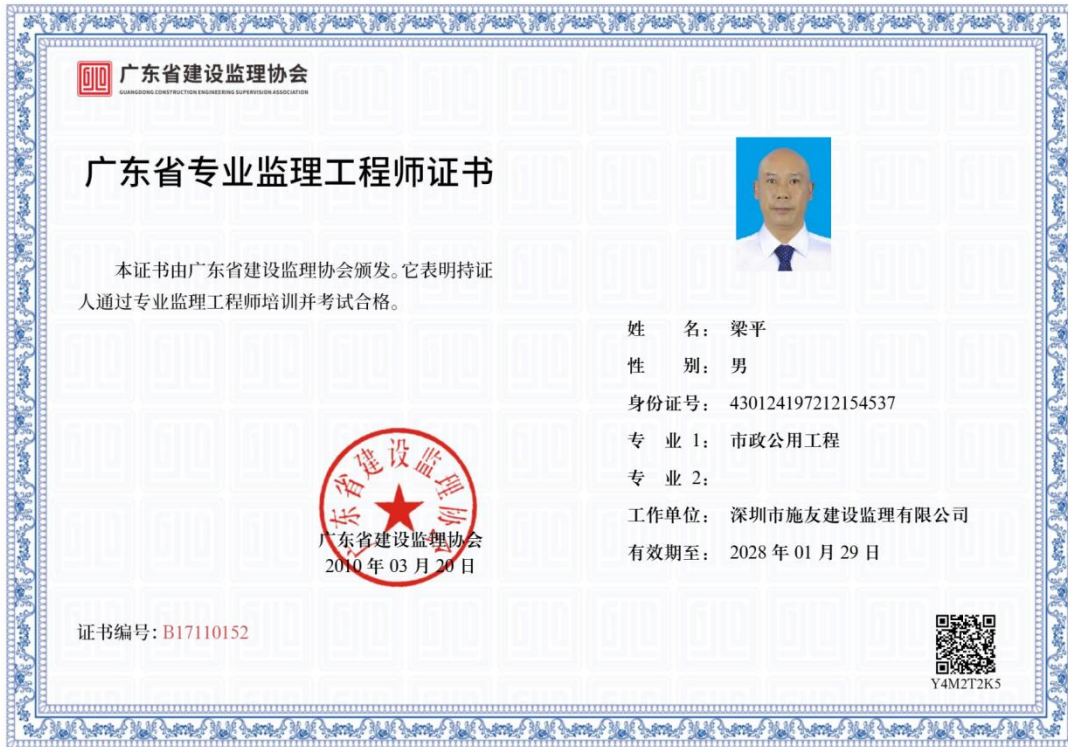 广东省建设监理协会
GUANGDONG CONSTRUCTION ENGINEERING SUPERVISION ASSOCIATION
广东省专业监理工程师证书
本证书由广东省建设监理协会颁发。它表明持证
人通过专业监理工程师培训并考试合格。
姓 名： 梁平
性 别： 男
身份证号： 430124197212154537
专 业 1： 市政公用工程
专 业 2：
工作单位： 深圳市施友建设监理有限公司
有效期至： 2028 年 01 月 29 日
广东省建设监理协会
广东省建设监理协会
2010 年 03 月 20 日
证书编号：B17110152
Y4M2T2K5